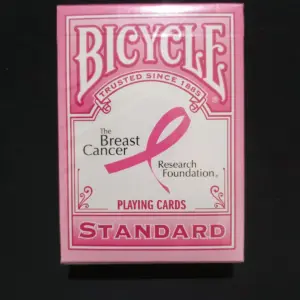 BICYCLE
TRUSTED SINCE 1885
The
Breast
Cancer
Research
Foundation
PLAYING CARDS
STANDARD